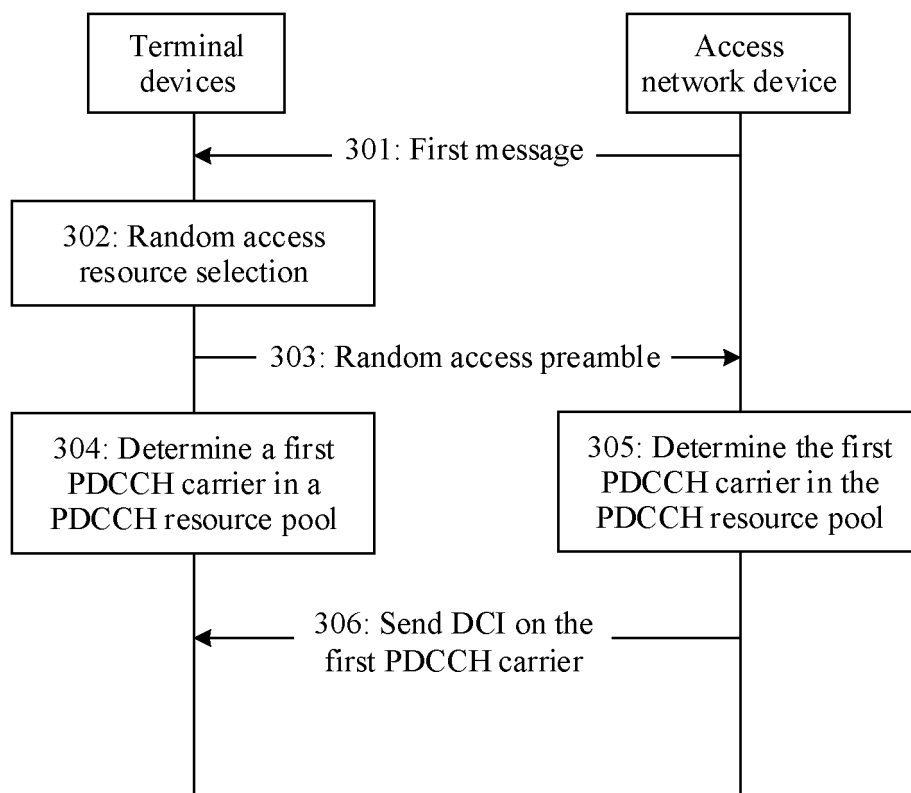 Terminal
devices
Access
network device
301: First message
302: Random access
resource selection
303: Random access preamble
304: Determine a first
PDCCH carrier in a
PDCCH resource pool
305: Determine the first
PDCCH carrier in the
PDCCH resource pool
306: Send DCI on the
first PDCCH carrier